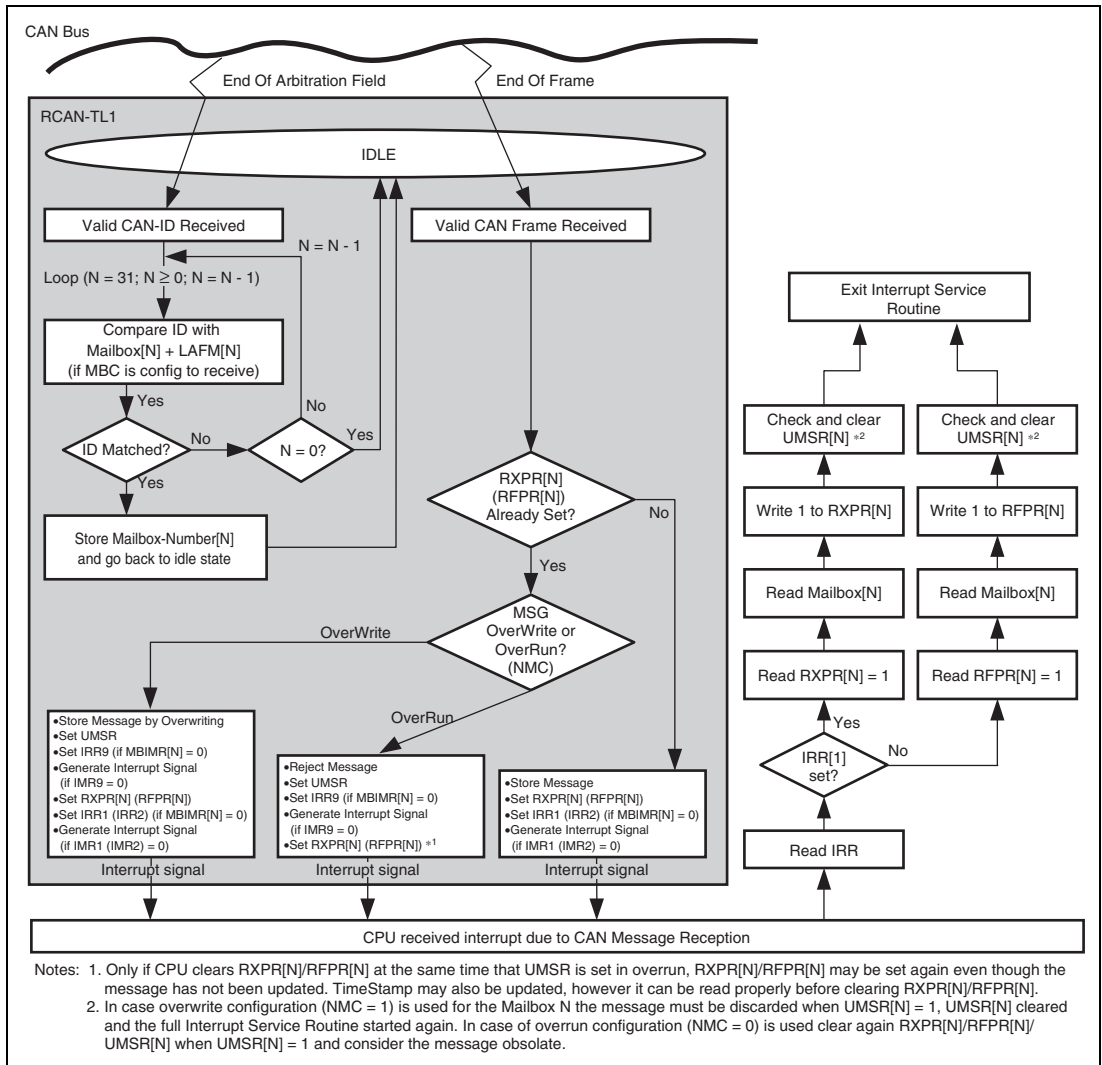 CAN Bus
End Of Arbitration Field
End Of Frame
RCAN-TL1
IDLE
Valid CAN-ID Received
Valid CAN Frame Received
N = N - 1
Loop (N = 31; N ≥ 0; N = N - 1)
Compare ID with
Mailbox[N] + LAFM[N]
(if MBC is config to receive)
Yes
No
ID Matched?
No
N = 0?
Yes
Yes
Store Mailbox-Number[N]
and go back to idle state
RXPR[N]
(RFPR[N])
Already Set?
No
Yes
MSG
OverWrite or
OverRun?
(NMC)
OverWrite
OverRun
•Store Message by Overwriting
•Set UMSR
•Set IRR9 (if MBIMR[N] = 0)
•Generate Interrupt Signal
(if IMR9 = 0)
•Set RXPR[N] (RFPR[N])
•Set IRR1 (IRR2) (if MBIMR[N] = 0)
•Generate Interrupt Signal
(if IMR1 (IMR2) = 0)
•Reject Message
•Set UMSR
•Set IRR9 (if MBIMR[N] = 0)
•Generate Interrupt Signal
(if IMR9 = 0)
•Set RXPR[N] (RFPR[N]) *1
•Store Message
•Set RXPR[N] (RFPR[N])
•Set IRR1 (IRR2) (if MBIMR[N] = 0)
•Generate Interrupt Signal
(if IMR1 (IMR2) = 0)
Interrupt signal
Interrupt signal
Interrupt signal
Exit Interrupt Service
Routine
Check and clear
UMSR[N] *2
Check and clear
UMSR[N] *2
Write 1 to RXPR[N]
Write 1 to RFPR[N]
Read Mailbox[N]
Read Mailbox[N]
Read RXPR[N] = 1
Read RFPR[N] = 1
Yes
No
IRR[1]
set?
Read IRR
CPU received interrupt due to CAN Message Reception
Notes: 1. Only if CPU clears RXPR[N]/RFPR[N] at the same time that UMSR is set in overrun, RXPR[N]/RFPR[N] may be set again even though the
message has not been updated. TimeStamp may also be updated, however it can be read properly before clearing RXPR[N]/RFPR[N].
2. In case overwrite configuration (NMC = 1) is used for the Mailbox N the message must be discarded when UMSR[N] = 1, UMSR[N] cleared
and the full Interrupt Service Routine started again. In case of overrun configuration (NMC = 0) is used clear again RXPR[N]/RFPR[N]/
UMSR[N] when UMSR[N] = 1 and consider the message obsolate.